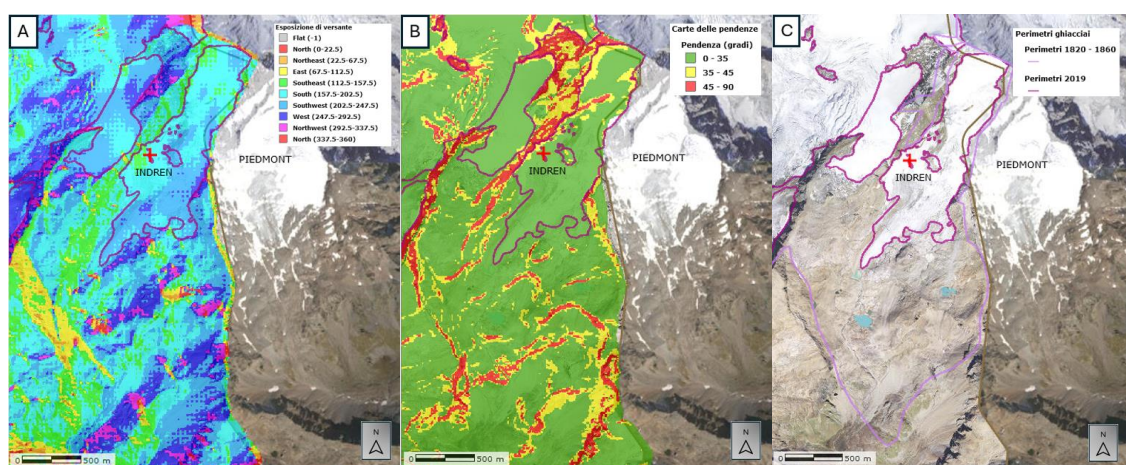 A
Esposizione di versante
Flat (-1)
North (0-22.5)
Northeast (22.5-67.5)
East (67.5-112.5)
Southeast (112.5-157.5)
South (157.5-202.5)
Southwest (202.5-247.5)
West (247.5-292.5)
Northwest (292.5-337.5)
North (337.5-360)
PIEDMONT
INDREN
N
0 500 m
B
Carte delle pendenze
Pendenza (gradi)
0 - 35
35 - 45
45 - 90
PIEDMONT
INDREN
N
0 500 m
C
Perimetri ghiacciai
Perimetri 1820 - 1860
Perimetri 2019
PIEDMONT
INDREN
N
0 500 m